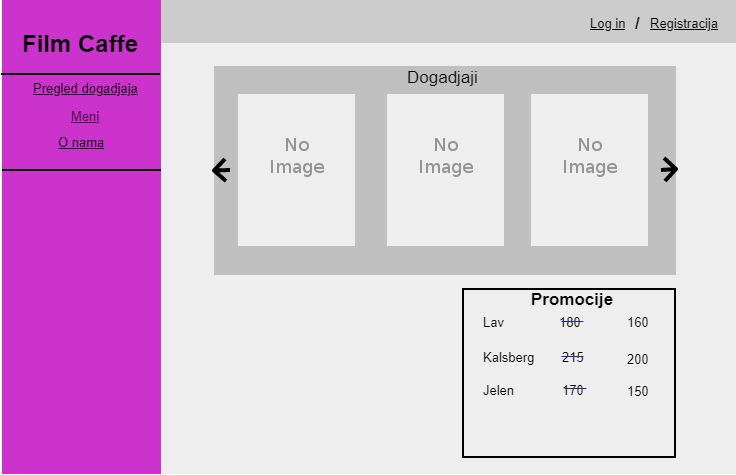 Log in / Registracija
Film Caffe
Pregled dogadjaja
Meni
O nama
Dogadjaji
No Image
No Image
No Image
Promocije
Lav 180 160
Kalsberg 215 200
Jelen 170 150